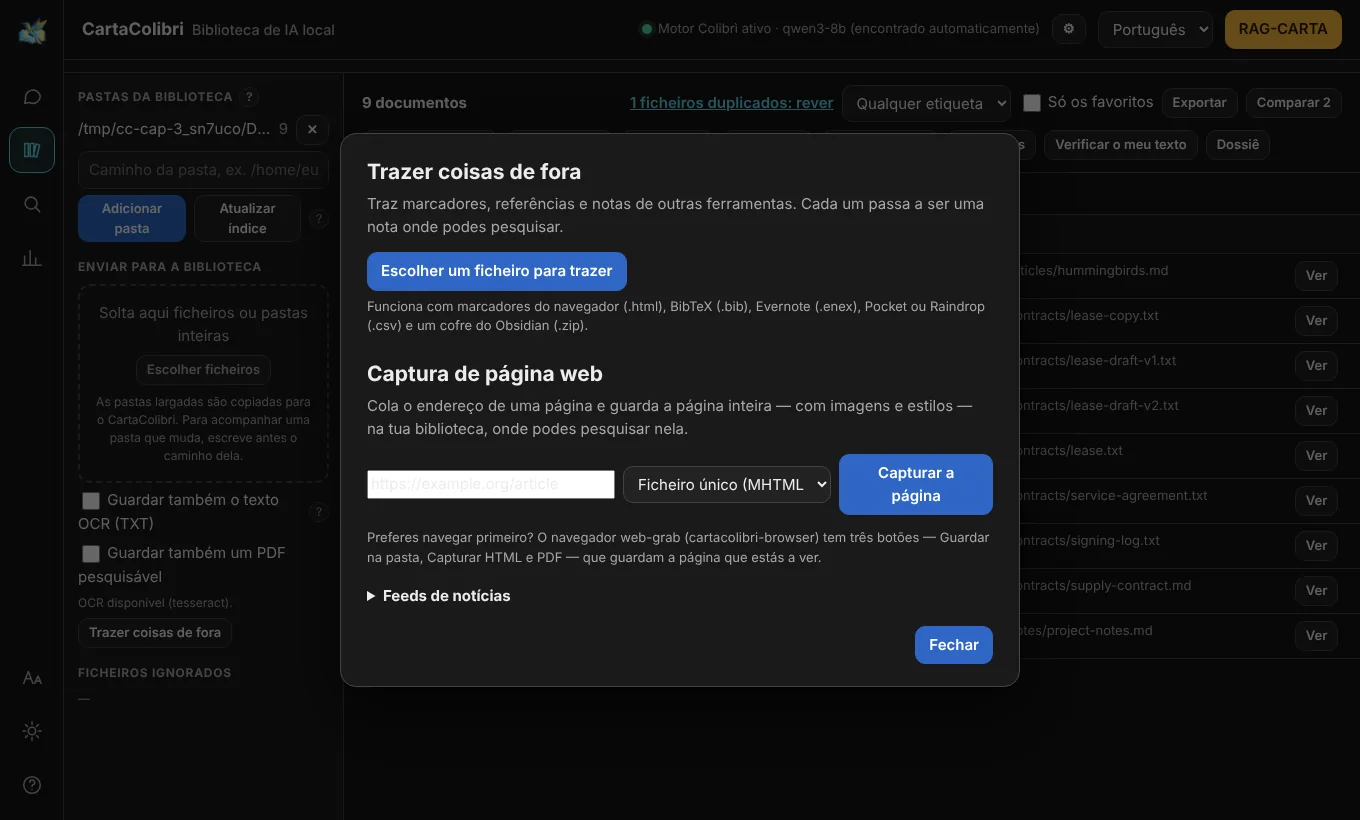 CartaColibri Biblioteca de IA local
Motor Colibri ativo · qwen3-8b (encontrado automaticamente)
Português
RAG-CARTA
PASTAS DA BIBLIOTECA ?
/tmp/cc-cap-3_sn7uco/D... 9 ×
Caminho da pasta, ex. /home/eu
Adicionar pasta
Atualizar índice
?
ENVIAR PARA A BIBLIOTECA
Solta aqui ficheiros ou pastas
inteiras
Escolher ficheiros
As pastas largadas são copiadas para
o CartaColibri. Para acompanhar uma
pasta que muda, escreve antes o
caminho dela.
Guardar também o texto
OCR (TXT)
?
Guardar também um PDF
pesquisável
OCR disponível (tesseract).
Trazer coisas de fora
FICHEIROS IGNORADOS
—
9 documentos
1 ficheiros duplicados: rever
Qualquer etiqueta
Só os favoritos
Exportar
Comparar 2
Verificar o meu texto
Dossiê
Trazer coisas de fora
Traz marcadores, referências e notas de outras ferramentas. Cada um passa a ser uma
nota onde podes pesquisar.
Escolher um ficheiro para trazer
Funciona com marcadores do navegador (.html), BibTeX (.bib), Evernote (.enex), Pocket ou Raindrop
(.csv) e um cofre do Obsidian (.zip).
Captura de página web
Cola o endereço de uma página e guarda a página inteira — com imagens e estilos —
na tua biblioteca, onde podes pesquisar nela.
https://example.org/article
Ficheiro único (MHTML
Capturar a
página
Preferes navegar primeiro? O navegador web-grab (cartacolibri-browser) tem três botões — Guardar
na pasta, Capturar HTML e PDF — que guardam a página que estás a ver.
Feeds de notícias
Fechar
ticles/hummingbirds.md Ver
ontracts/lease-copy.txt Ver
ontracts/lease-draft-v1.txt Ver
ontracts/lease-draft-v2.txt Ver
ontracts/lease.txt Ver
ontracts/service-agreement.txt Ver
ontracts/signing-log.txt Ver
ontracts/supply-contract.md Ver
otes/project-notes.md Ver
AA
?